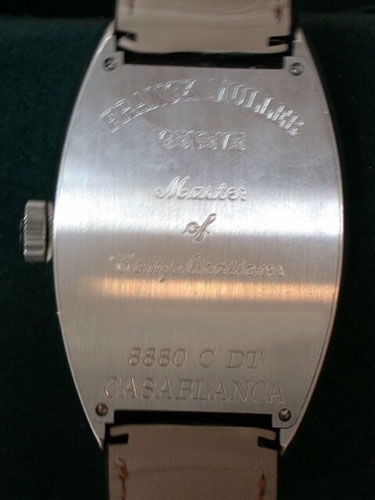 FRANCK MULLER
GENEVE
Master
of
Complications
8880 C DT
CASABLANCA